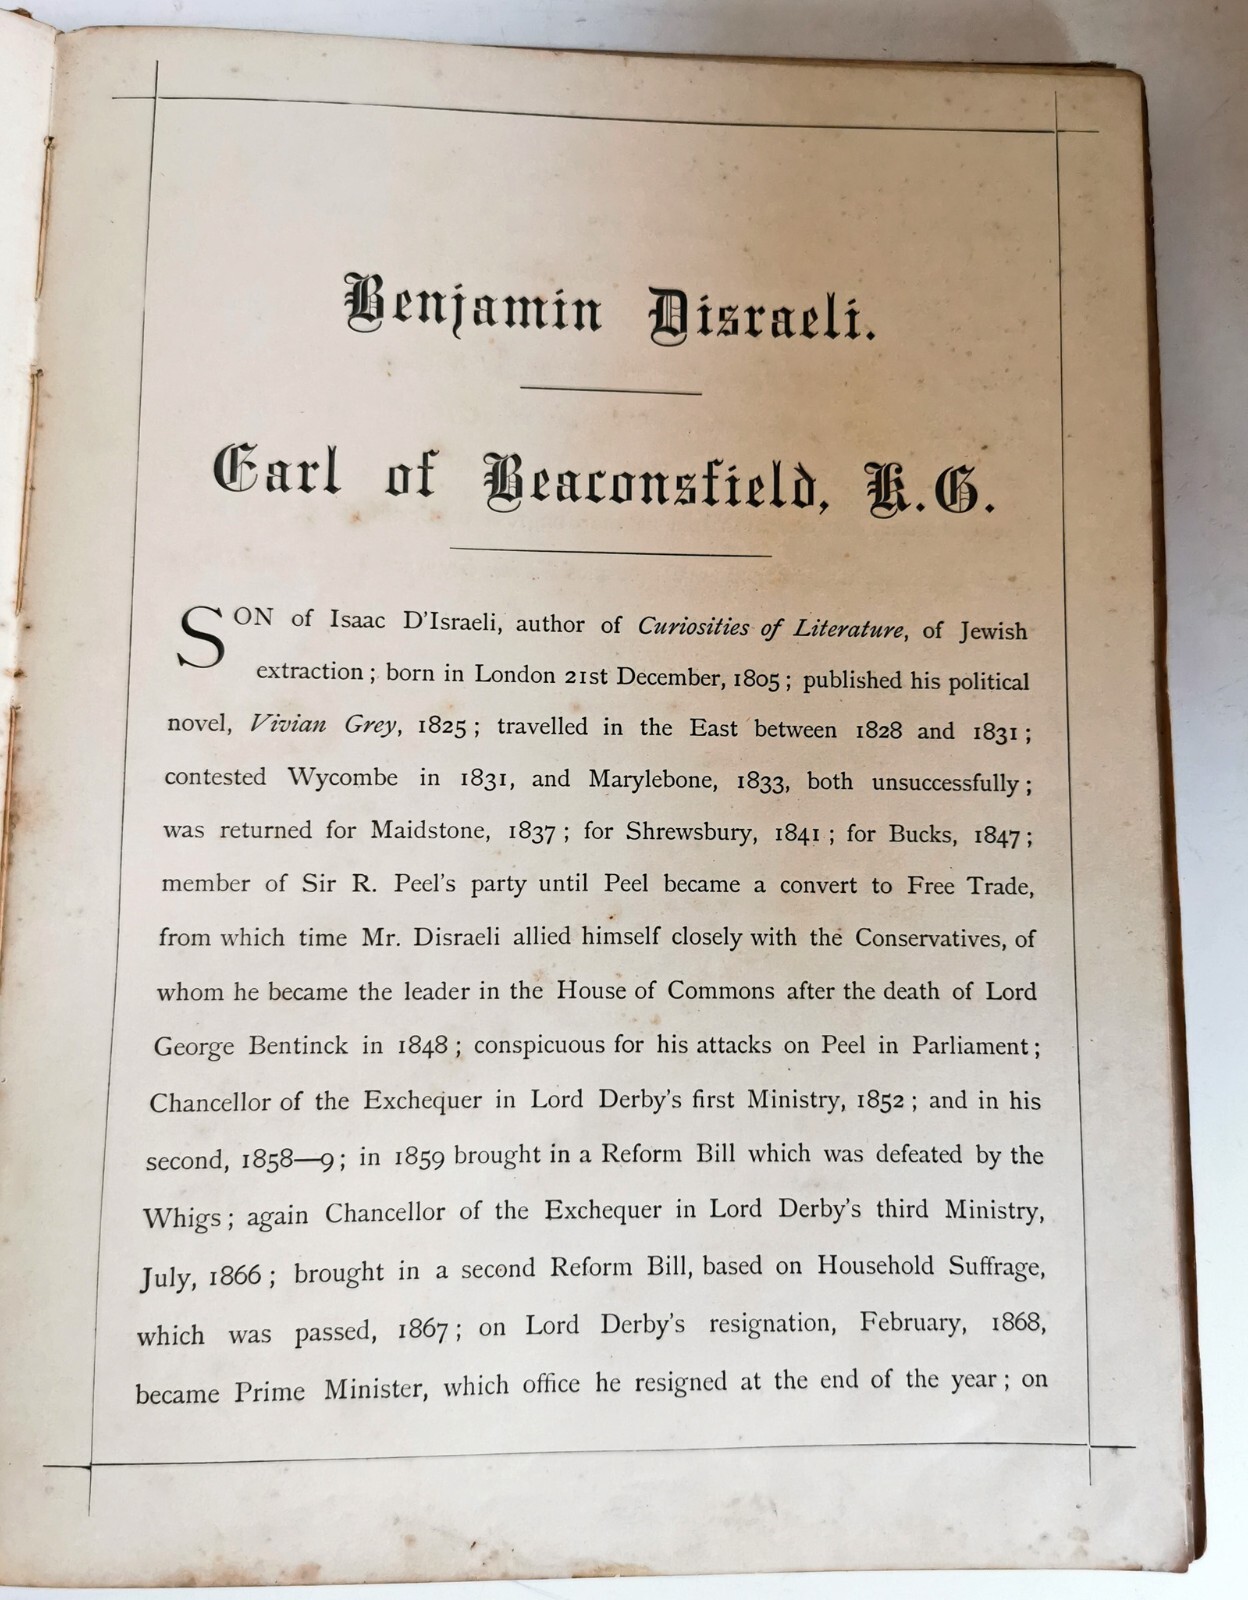 Benjamin Disraeli.
Earl of Beaconsfield, K.G.
SON of Isaac D'Israeli, author of Curiosities of Literature, of Jewish
extraction; born in London 21st December, 1805; published his political
novel, Vivian Grey, 1825; travelled in the East between 1828 and 1831;
contested Wycombe in 1831, and Marylebone, 1833, both unsuccessfully;
was returned for Maidstone, 1837; for Shrewsbury, 1841; for Bucks, 1847;
member of Sir R. Peel's party until Peel became a convert to Free Trade,
from which time Mr. Disraeli allied himself closely with the Conservatives, of
whom he became the leader in the House of Commons after the death of Lord
George Bentinck in 1848; conspicuous for his attacks on Peel in Parliament;
Chancellor of the Exchequer in Lord Derby's first Ministry, 1852; and in his
second, 1858—9; in 1859 brought in a Reform Bill which was defeated by the
Whigs; again Chancellor of the Exchequer in Lord Derby's third Ministry,
July, 1866; brought in a second Reform Bill, based on Household Suffrage,
which was passed, 1867; on Lord Derby's resignation, February, 1868,
became Prime Minister, which office he resigned at the end of the year; on